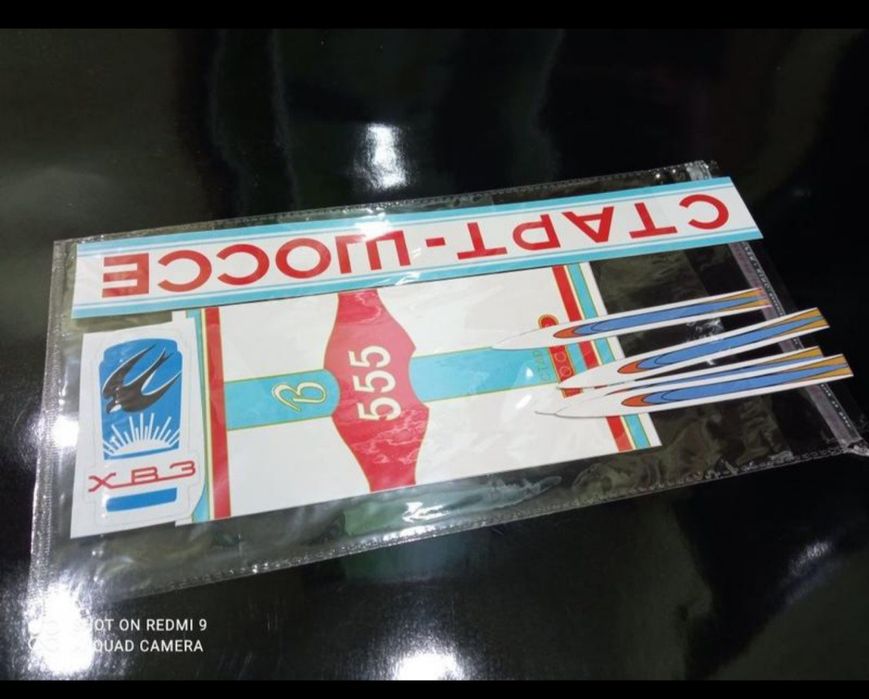 СТАРТ-ШОССЕ
В
555
ХВЗ
SHOT ON REDMI 9
QUAD CAMERA